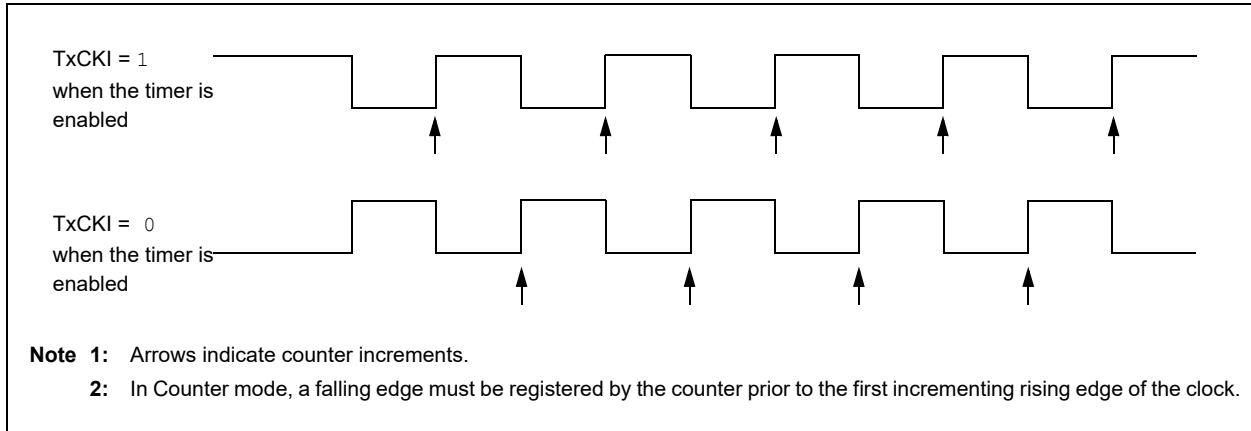 TxCKI = 1
when the timer is
enabled
TxCKI = 0
when the timer is
enabled
Note 1: Arrows indicate counter increments.
2: In Counter mode, a falling edge must be registered by the counter prior to the first incrementing rising edge of the clock.